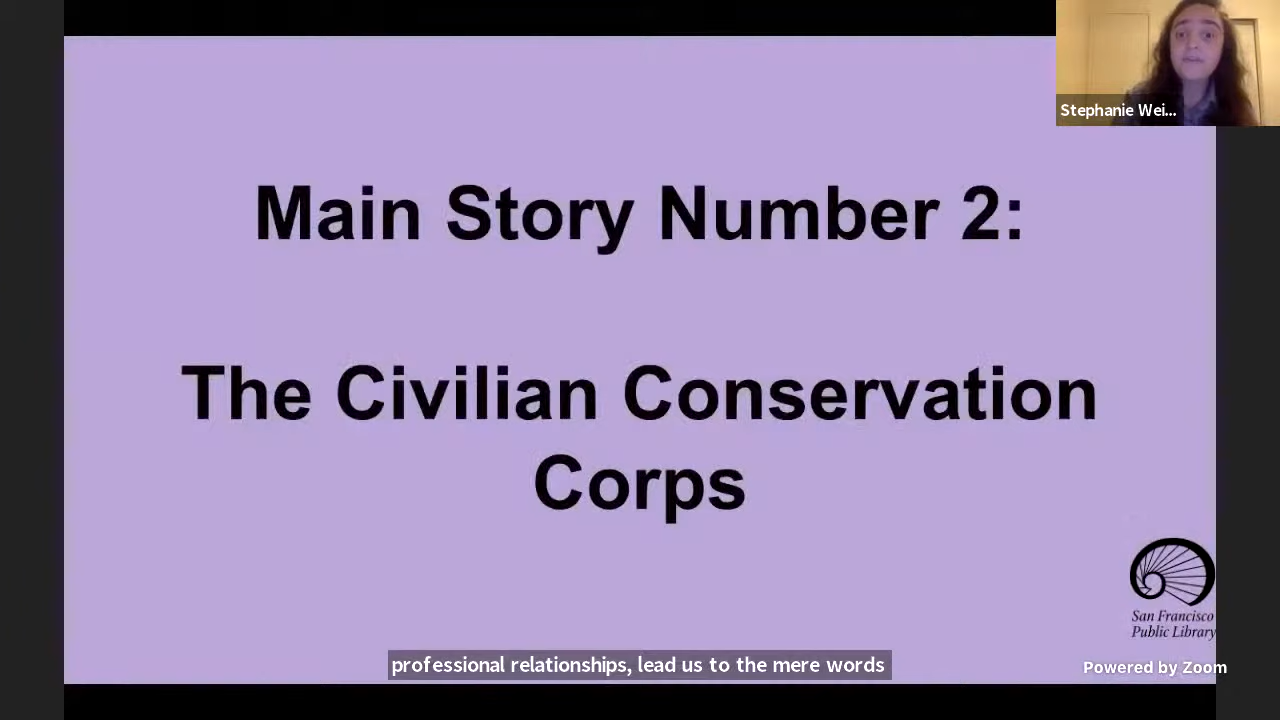 Stephanie Wei...
Main Story Number 2:
The Civilian Conservation
Corps
San Francisco
Public Library
professional relationships, lead us to the mere words
Powered by Zoom